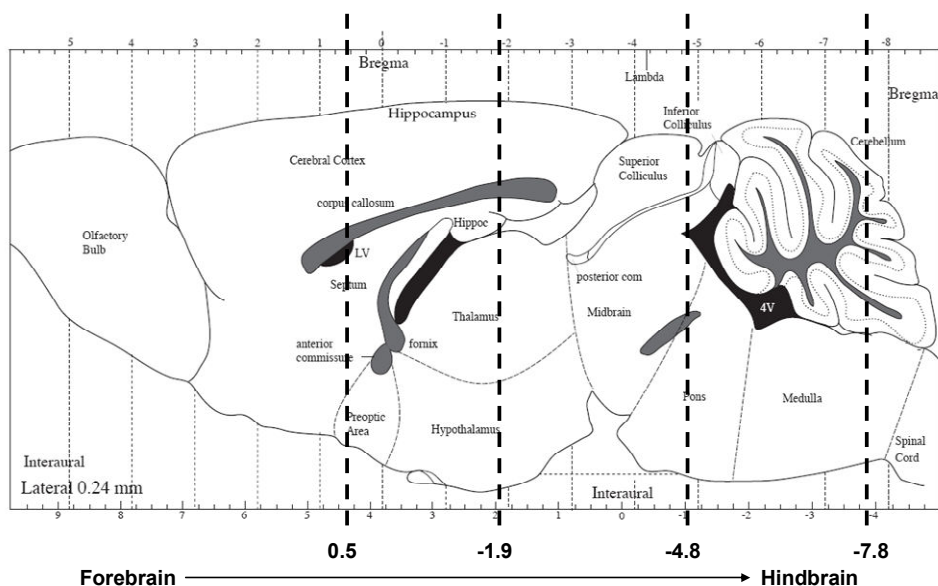 5 4 3 2 1 0 -1 -2 -3 -4 -5 -6 -7 -8
Bregma
Lambda
Bregma
Hippocampus
Inferior
Colliculus
Cerebellum
Cerebral Cortex
Superior
Colliculus
corpus callosum
Hippoc
Olfactory
Bulb
LV
Septum
posterior com
Thalamus
Midbrain
4V
anterior
commissure
fornix
Preoptic
Area
Hypothalamus
Pons
Medulla
Spinal
Cord
Interaural
Lateral 0.24 mm
Interaural
9 8 7 6 5 4 3 2 1 0 -1 -2 -3 -4
0.5 -1.9 -4.8 -7.8
Forebrain Hindbrain